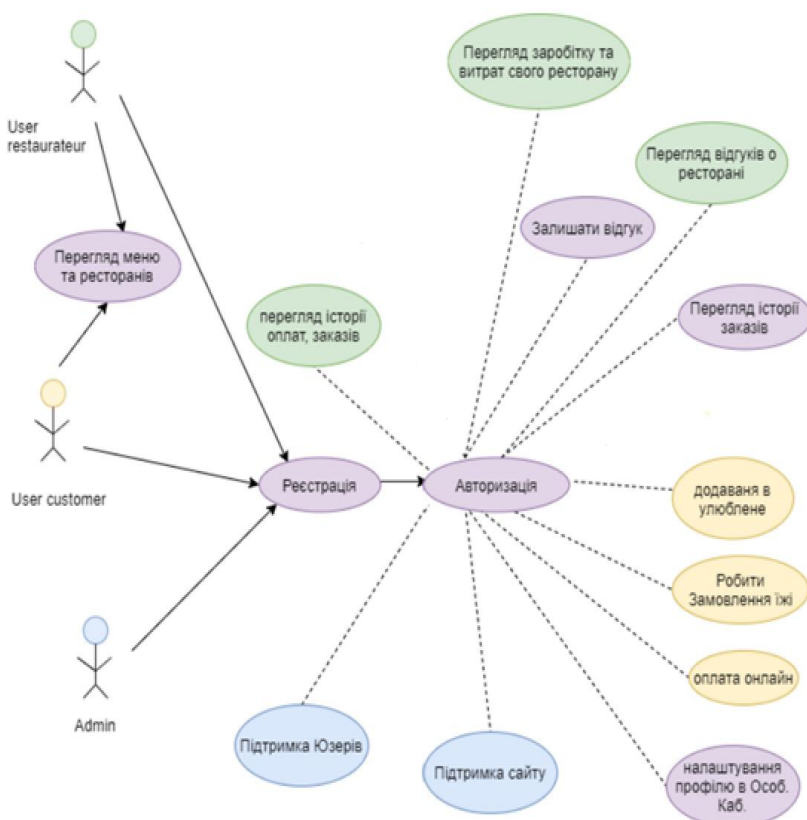 Перегляд заробітку та
витрат свого ресторану
User
restaurateur
Перегляд відгуків о
ресторані
Залишати відгук
Перегляд меню
та ресторанів
перегляд історії
оплат, заказів
Перегляд історії
заказів
User customer
Реєстрація
Авторизація
додаваня в
улюблене
Робити
Замовлення їжі
оплата онлайн
Admin
Підтримка Юзерів
Підтримка сайту
налаштування
профілю в Особ.
Каб.